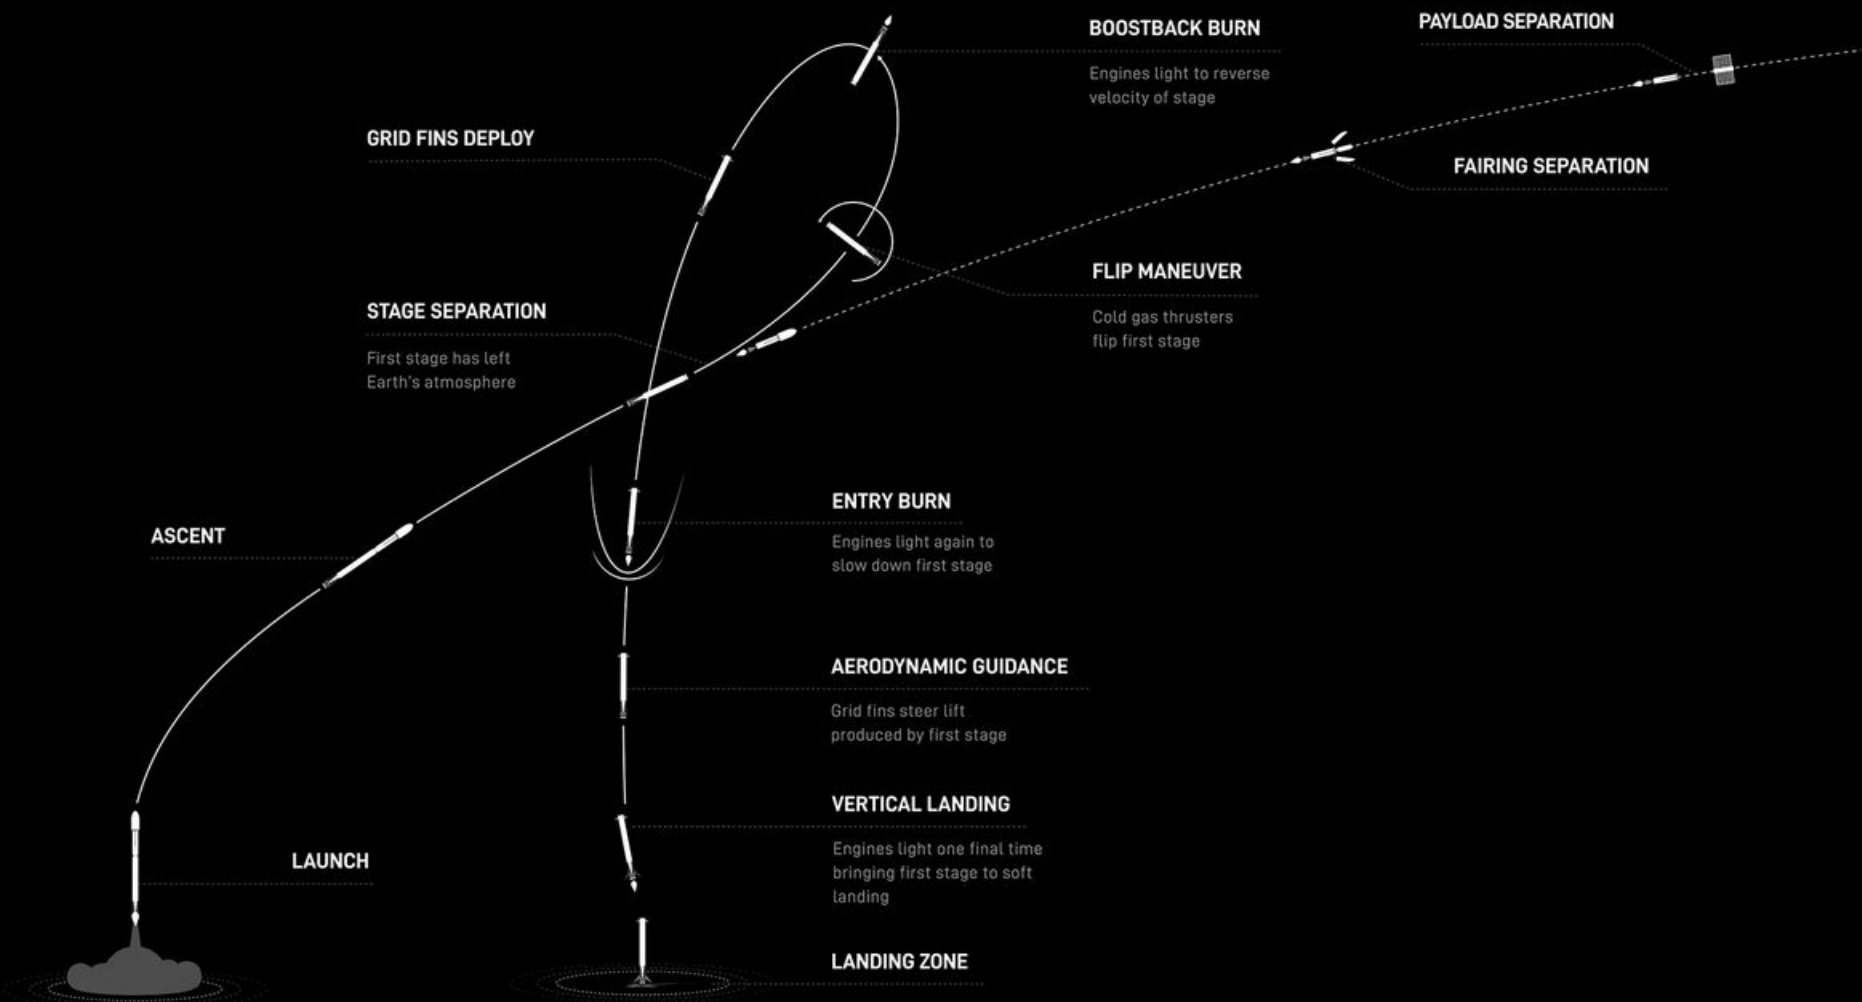 BOOSTBACK BURN
Engines light to reverse
velocity of stage
PAYLOAD SEPARATION
GRID FINS DEPLOY
FAIRING SEPARATION
FLIP MANEUVER
Cold gas thrusters
flip first stage
STAGE SEPARATION
First stage has left
Earth's atmosphere
ASCENT
ENTRY BURN
Engines light again to
slow down first stage
AERODYNAMIC GUIDANCE
Grid fins steer lift
produced by first stage
VERTICAL LANDING
Engines light one final time
bringing first stage to soft
landing
LAUNCH
LANDING ZONE